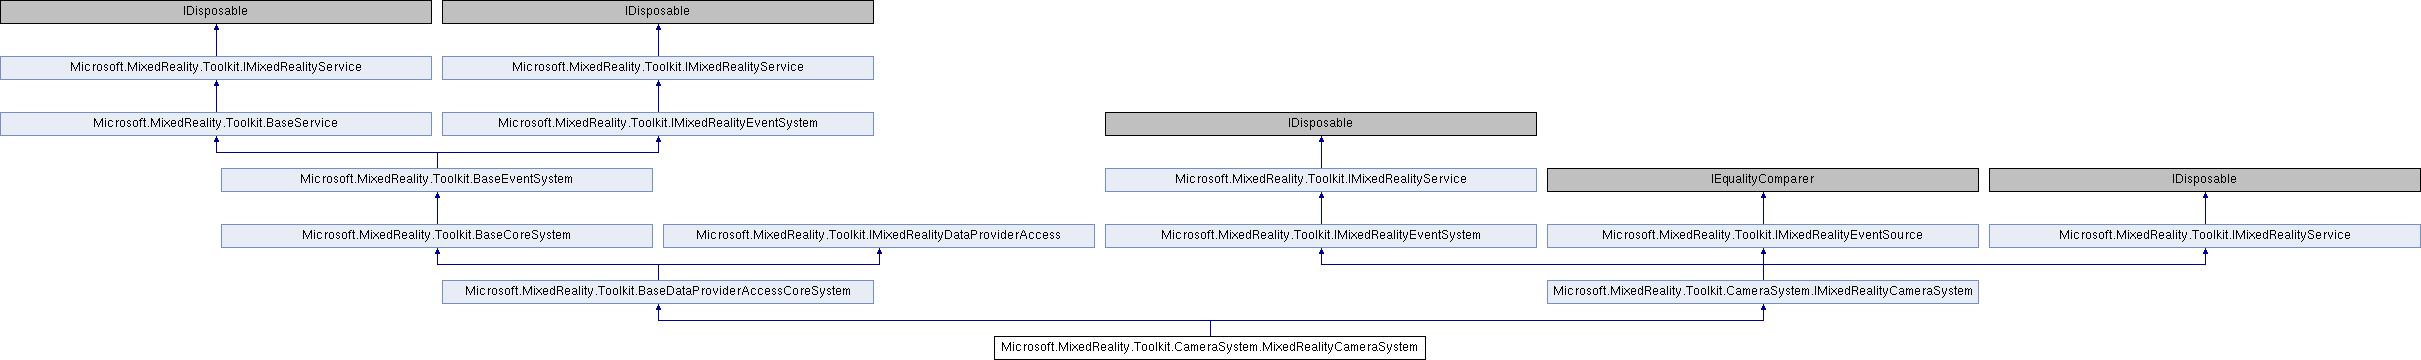 IDisposable
IDisposable
Microsoft.MixedReality.Toolkit.IMixedRealityService
Microsoft.MixedReality.Toolkit.IMixedRealityService
Microsoft.MixedReality.Toolkit.BaseService
Microsoft.MixedReality.Toolkit.IMixedRealityEventSystem
IDisposable
Microsoft.MixedReality.Toolkit.BaseEventSystem
Microsoft.MixedReality.Toolkit.IMixedRealityService
IEqualityComparer
IDisposable
Microsoft.MixedReality.Toolkit.BaseCoreSystem
Microsoft.MixedReality.Toolkit.IMixedRealityDataProviderAccess
Microsoft.MixedReality.Toolkit.IMixedRealityEventSystem
Microsoft.MixedReality.Toolkit.IMixedRealityEventSource
Microsoft.MixedReality.Toolkit.IMixedRealityService
Microsoft.MixedReality.Toolkit.BaseDataProviderAccessCoreSystem
Microsoft.MixedReality.Toolkit.CameraSystem.IMixedRealityCameraSystem
Microsoft.MixedReality.Toolkit.CameraSystem.MixedRealityCameraSystem